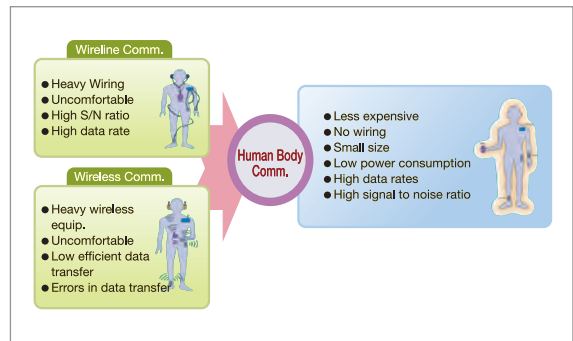 Wireline Comm.
● Heavy Wiring
● Uncomfortable
● High S/N ratio
● High data rate
Wireless Comm.
● Heavy wireless
equip.
● Uncomfortable
● Low efficient data
transfer
● Errors in data transfer
Human Body
Comm.
● Less expensive
● No wiring
● Small size
● Low power consumption
● High data rates
● High signal to noise ratio